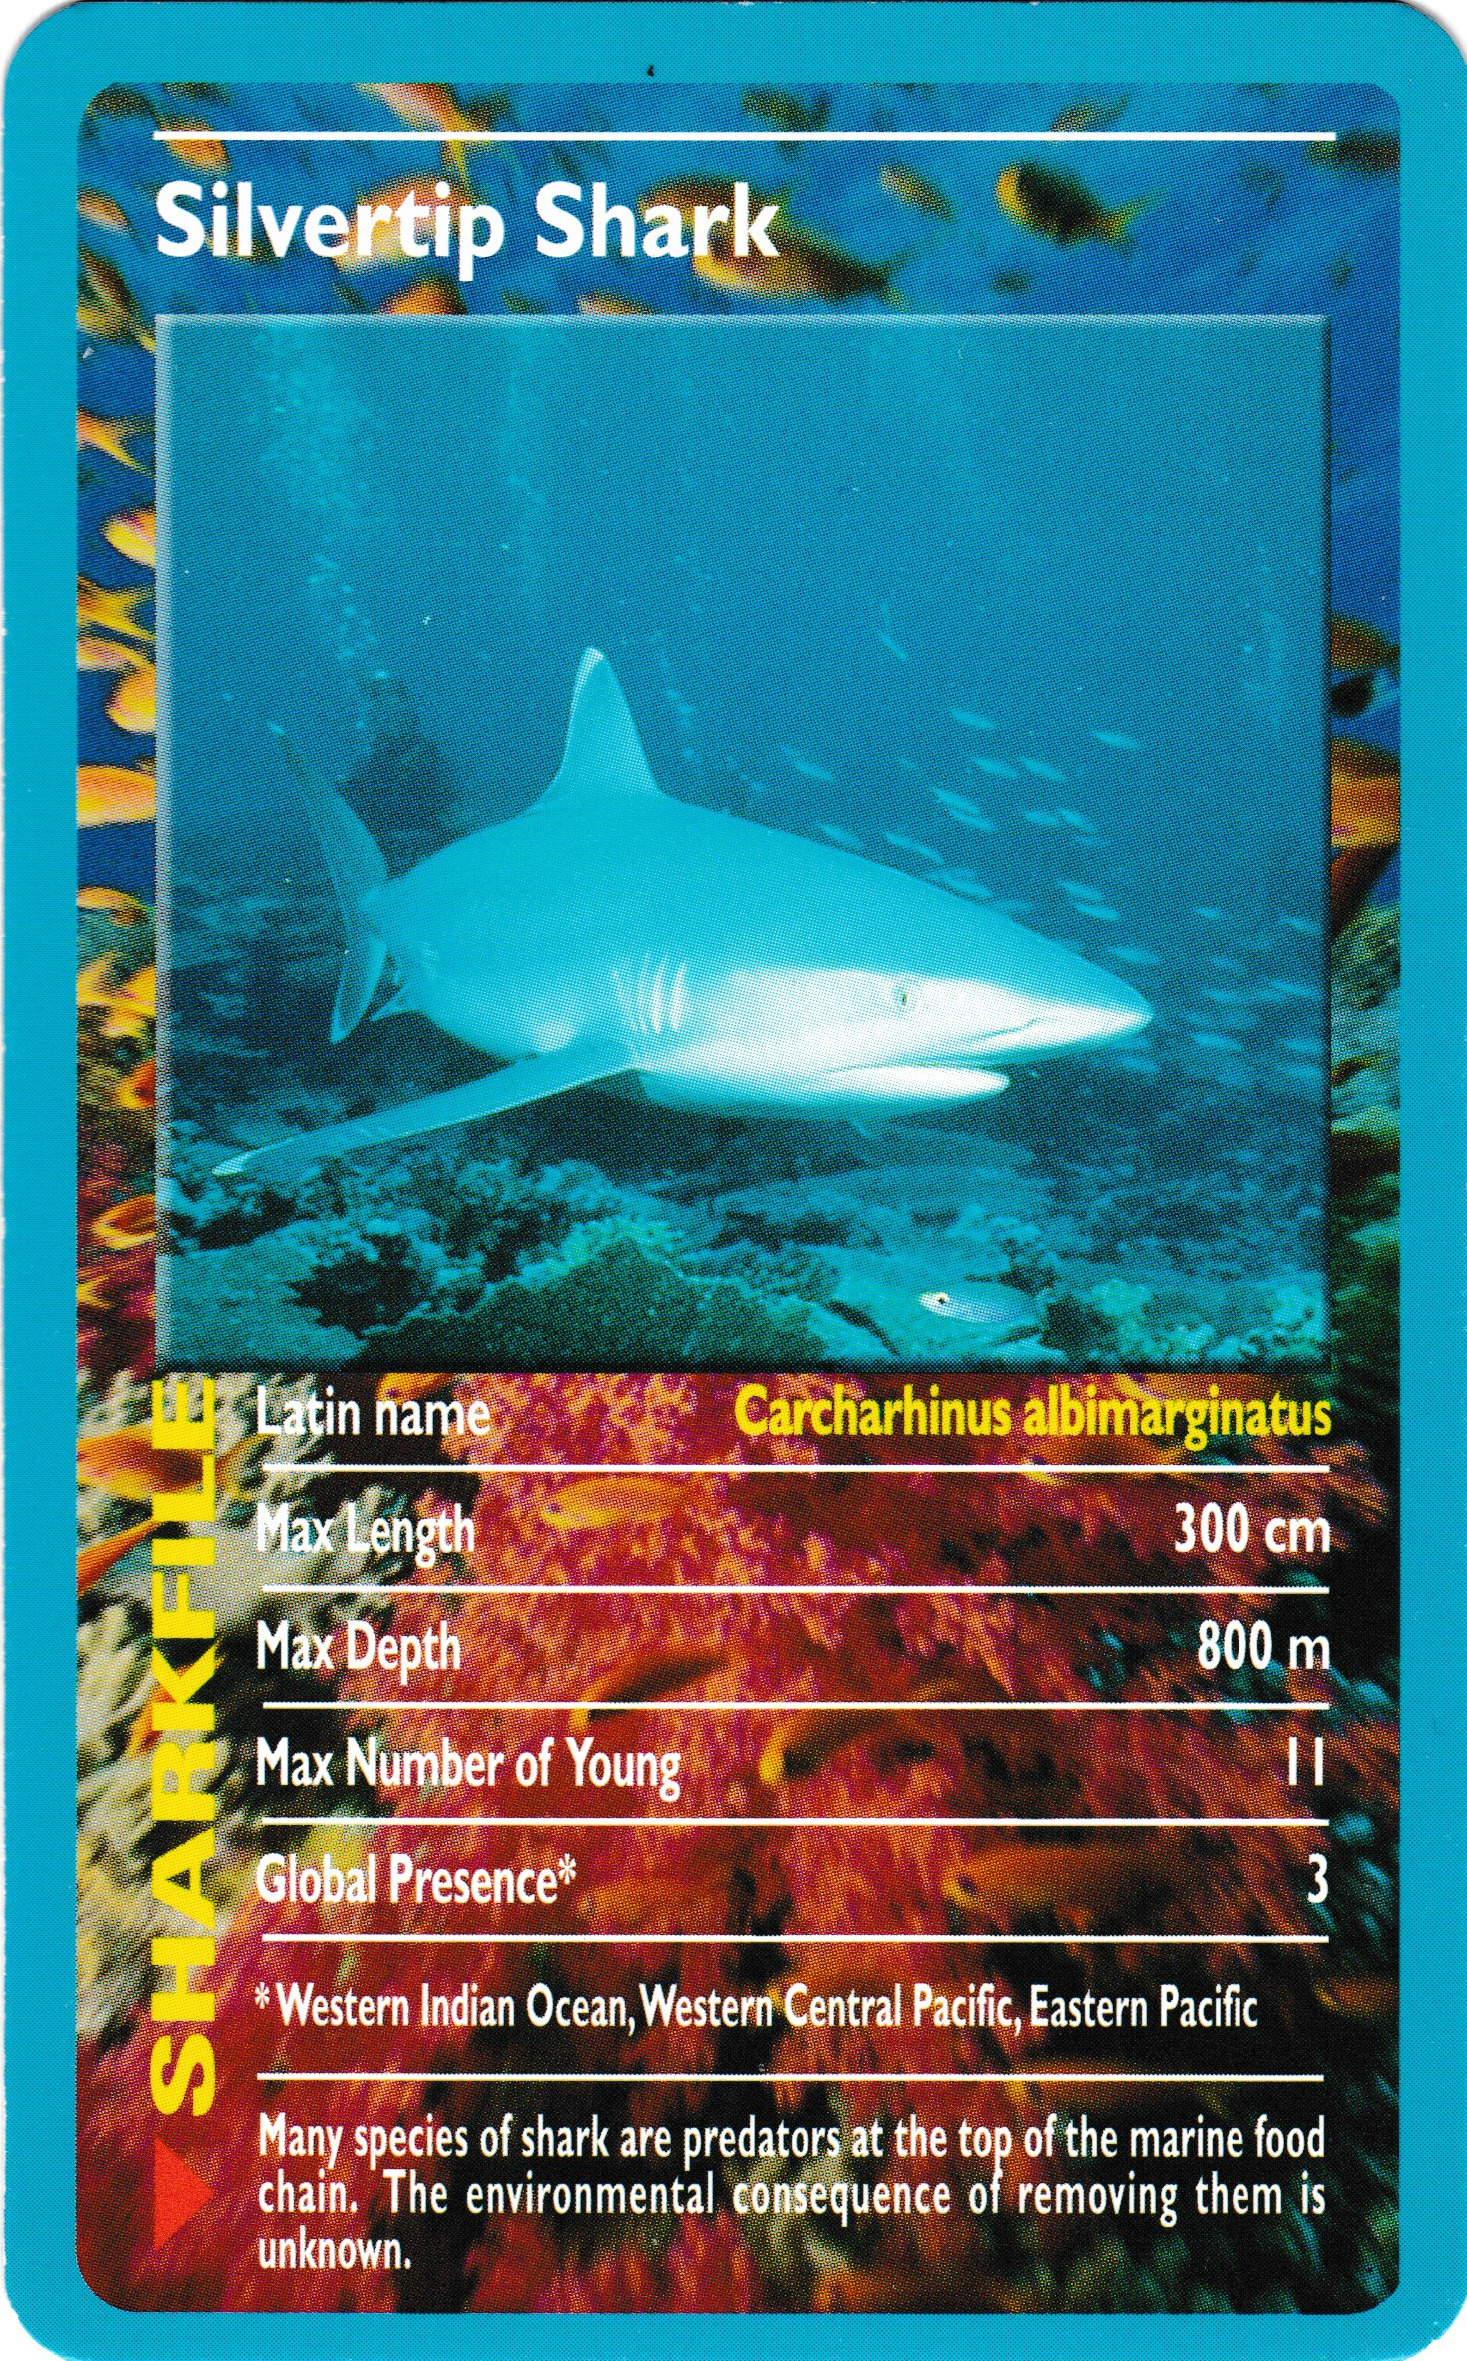 Silvertip Shark
SHARKFILE
Latin name Carcharhinus albimarginatus
Max Length 300 cm
Max Depth 800 m
Max Number of Young 11
Global Presence* 3
* Western Indian Ocean, Western Central Pacific, Eastern Pacific
Many species of shark are predators at the top of the marine food
chain. The environmental consequence of removing them is
unknown.